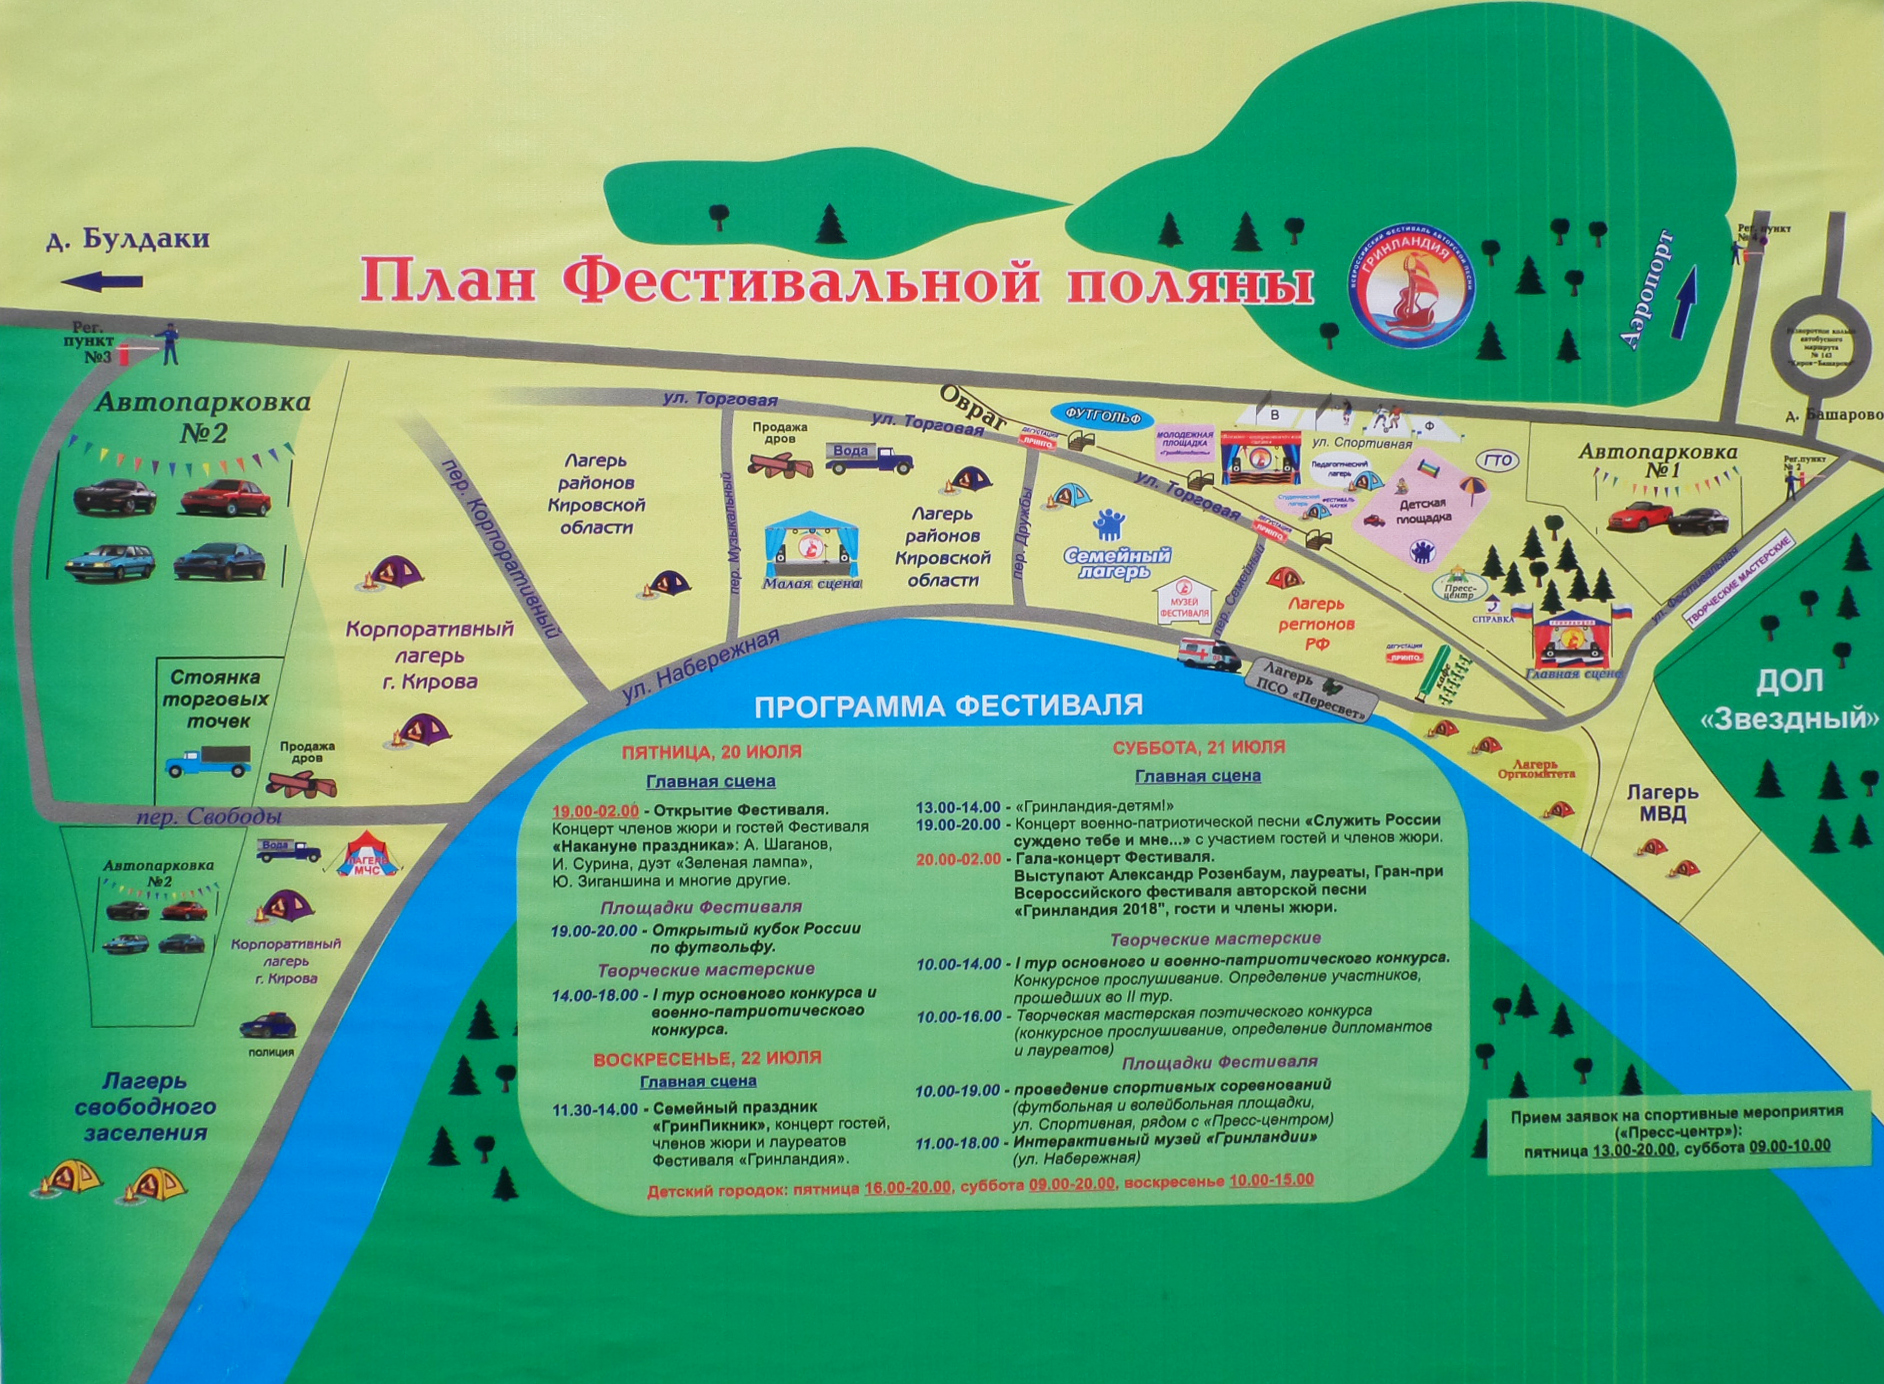 д. Булдаки
План Фестивальной поляны
ВСЕРОССИЙСКИЙ ФЕСТИВАЛЬ АВТОРСКОЙ ПЕСНИ
ГРИНЛАНДИЯ
Аэропорт
Рег. пункт
№ 4
Разворотное кольцо
автобусного
маршрута
№ 143
"Киров-Башарово"
д. Башарово
Рег.
пункт
№3
Автопарковка
№2
пер. Корпоративный
ул. Торговая
ул. Торговая
Овраг
ФУТГОЛЬФ
ДЕГУСТАЦИЯ
МОЛОДЕЖНАЯ
ПЛОЩАДКА
В
Ф
ул. Спортивная
Педагогический
лагерь
ГТО
Автопарковка
№1
Рег.пункт
№ 2
Лагерь
районов
Кировской
области
пер. Музыкальный
Продажа
дров
Вода
Малая сцена
Лагерь
районов
Кировской
области
пер. Дружбы
Семейный
лагерь
ул. Торговая
Студенческий
лагерь
Детская
площадка
ДЕГУСТАЦИЯ
МУЗЕЙ
ФЕСТИВАЛЯ
пер. Семейный
Лагерь
регионов
РФ
Пресс-
центр
СПРАВКА
ГРИНЛАНДИЯ
Главная сцена
ул. Фестивальная
ТВОРЧЕСКИЕ МАСТЕРСКИЕ
ДОЛ
«Звездный»
Корпоративный
лагерь
г. Кирова
ул. Набережная
Лагерь
ПСО «Пересвет»
ДЕГУСТАЦИЯ
кафе
Лагерь
Оргкомитета
Лагерь
МВД
Стоянка
торговых
точек
Продажа
дров
пер. Свободы
Автопарковка
№2
Вода
ЛАГЕРЬ
МЧС
Корпоративный
лагерь
г. Кирова
полиция
Лагерь
свободного
заселения
ПРОГРАММА ФЕСТИВАЛЯ
ПЯТНИЦА, 20 ИЮЛЯ
Главная сцена
19.00-02.00 - Открытие Фестиваля.
Концерт членов жюри и гостей Фестиваля
«Накануне праздника»: А. Шаганов,
И. Сурина, дуэт «Зеленая лампа»,
Ю. Зиганшина и многие другие.
Площадки Фестиваля
19.00-20.00 - Открытый кубок России
по футгольфу.
Творческие мастерские
14.00-18.00 - I тур основного конкурса и
военно-патриотического
конкурса.
ВОСКРЕСЕНЬЕ, 22 ИЮЛЯ
Главная сцена
11.30-14.00 - Семейный праздник
«ГринПикник», концерт гостей,
членов жюри и лауреатов
Фестиваля «Гринландия».
СУББОТА, 21 ИЮЛЯ
Главная сцена
13.00-14.00 - «Гринландия-детям!»
19.00-20.00 - Концерт военно-патриотической песни «Служить России
суждено тебе и мне...» с участием гостей и членов жюри.
20.00-02.00 - Гала-концерт Фестиваля.
Выступают Александр Розенбаум, лауреаты, Гран-при
Всероссийского фестиваля авторской песни
«Гринландия 2018", гости и члены жюри.
Творческие мастерские
10.00-14.00 - I тур основного и военно-патриотического конкурса.
Конкурсное прослушивание. Определение участников,
прошедших во II тур.
10.00-16.00 - Творческая мастерская поэтического конкурса
(конкурсное прослушивание, определение дипломантов
и лауреатов)
Площадки Фестиваля
10.00-19.00 - проведение спортивных соревнований
(футбольная и волейбольная площадки,
ул. Спортивная, рядом с «Пресс-центром)
11.00-18.00 - Интерактивный музей «Гринландии»
(ул. Набережная)
Детский городок: пятница 16.00-20.00, суббота 09.00-20.00, воскресенье 10.00-15.00
Прием заявок на спортивные мероприятия
(«Пресс-центр»):
пятница 13.00-20.00, суббота 09.00-10.00